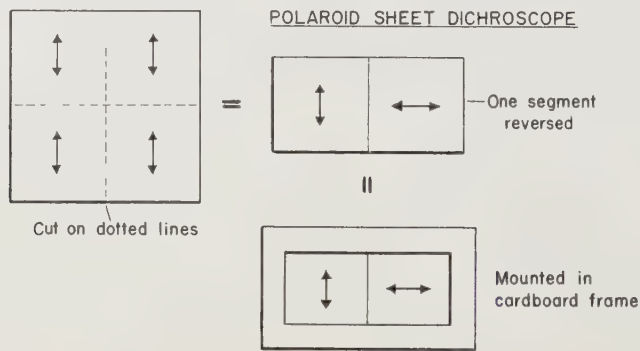 POLAROID SHEET DICHROSCOPE
One segment
reversed
Cut on dotted lines
Mounted in
cardboard frame